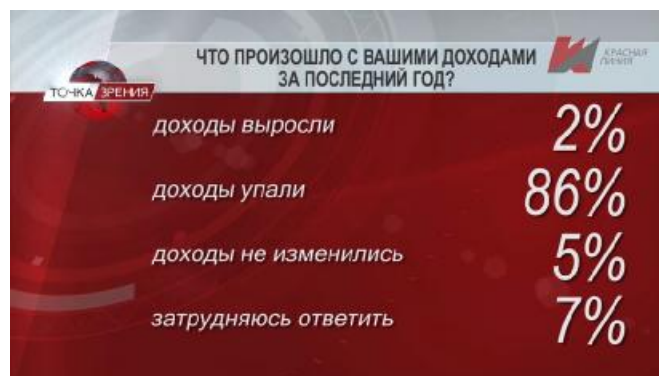 ЧТО ПРОИЗОШЛО С ВАШИМИ ДОХОДАМИ
ЗА ПОСЛЕДНИЙ ГОД?
КРАСНАЯ
ЛИНИЯ
ТОЧКА ЗРЕНИЯ
доходы выросли 2%
доходы упали 86%
доходы не изменились 5%
затрудняюсь ответить 7%